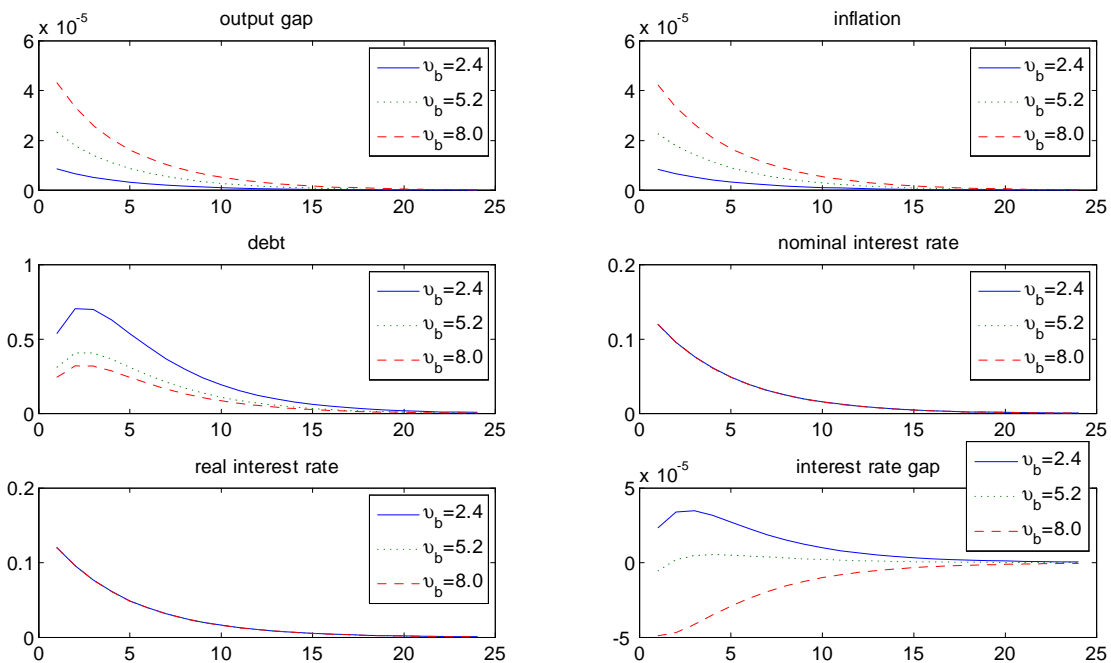 output gap
x 10^-5
6
4
2
0
0 5 10 15 20 25
υ_b=2.4
υ_b=5.2
υ_b=8.0
inflation
x 10^-5
6
4
2
0
0 5 10 15 20 25
υ_b=2.4
υ_b=5.2
υ_b=8.0
debt
1
0.5
0
0 5 10 15 20 25
υ_b=2.4
υ_b=5.2
υ_b=8.0
nominal interest rate
0.2
0.1
0
0 5 10 15 20 25
υ_b=2.4
υ_b=5.2
υ_b=8.0
real interest rate
0.2
0.1
0
0 5 10 15 20 25
υ_b=2.4
υ_b=5.2
υ_b=8.0
interest rate gap
x 10^-5
5
0
-5
0 5 10 15 20 25
υ_b=2.4
υ_b=5.2
υ_b=8.0